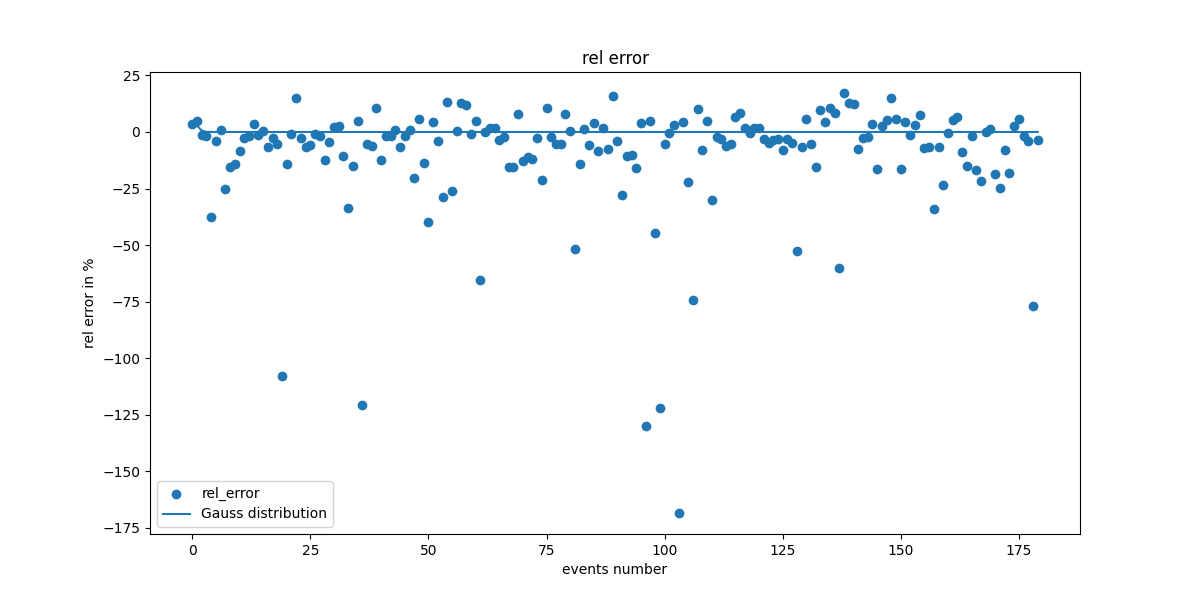 rel error
25
0
−25
−50
−75
−100
−125
−150
−175
rel error in %
rel_error
Gauss distribution
0 25 50 75 100 125 150 175
events number